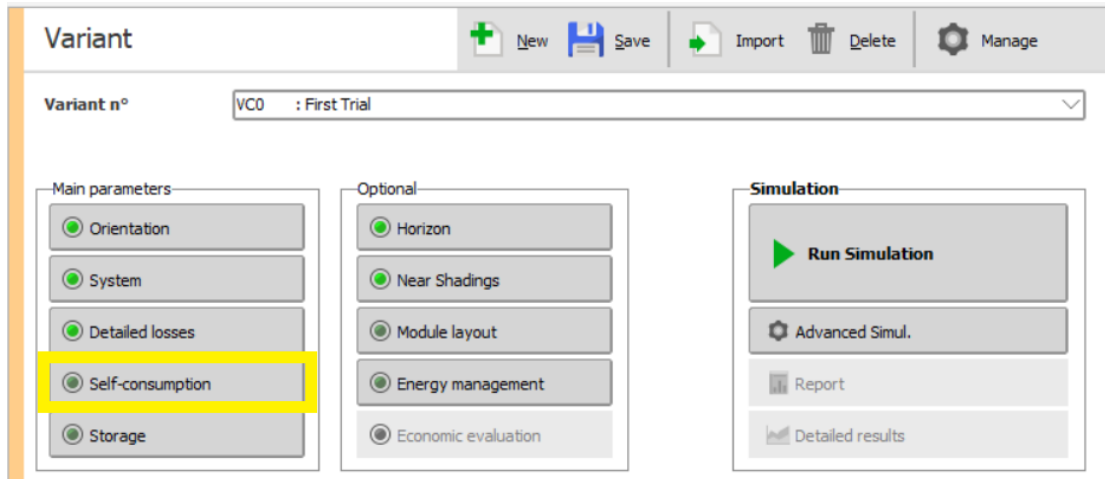 Variant
New Save Import Delete Manage
Variant n° VC0 : First Trial
Main parameters
Orientation
System
Detailed losses
Self-consumption
Storage
Optional
Horizon
Near Shadings
Module layout
Energy management
Economic evaluation
Simulation
Run Simulation
Advanced Simul.
Report
Detailed results